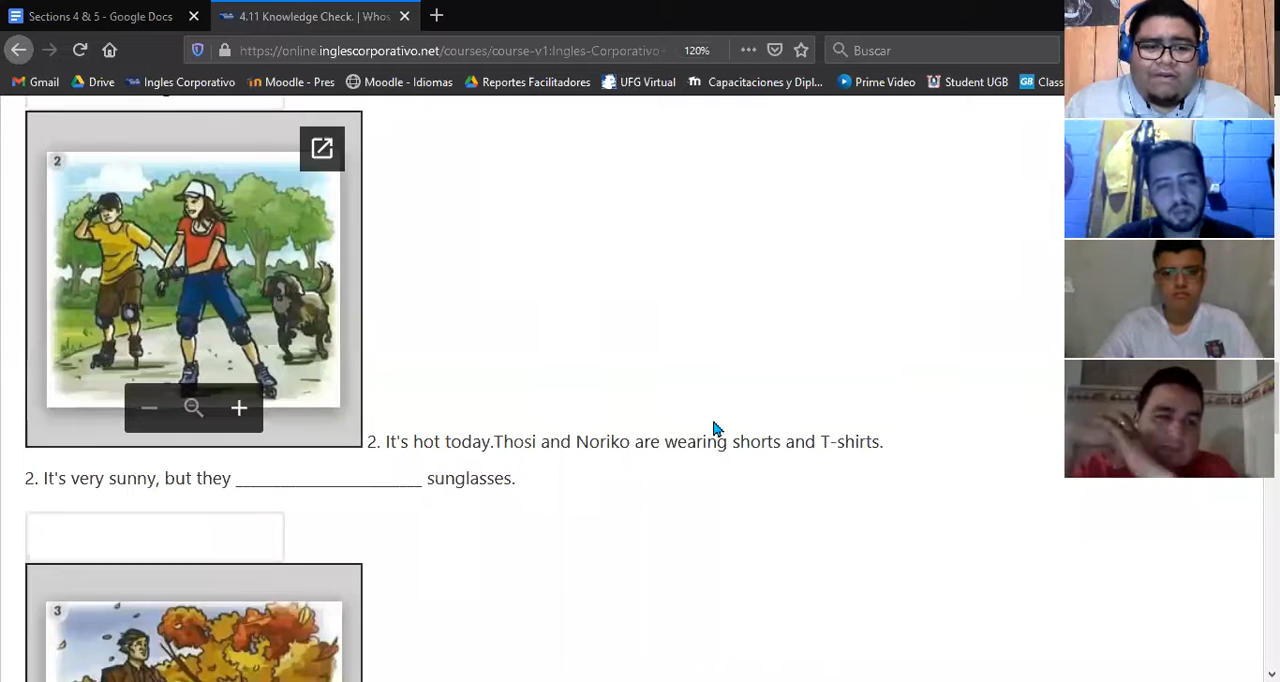 Sections 4 & 5 - Google Docs
4.11 Knowledge Check. | Whos
https://online.inglescorporativo.net/courses/course-v1:Ingles-Corporativo
120%
Buscar
Gmail Drive Ingles Corporativo Moodle - Pres Moodle - Idiomas Reportes Facilitadores UFG Virtual Capacitaciones y Dipl... Prime Video Student UGB GB Class
2
2. It's hot today.Thosi and Noriko are wearing shorts and T-shirts.
2. It's very sunny, but they ______________________ sunglasses.
3